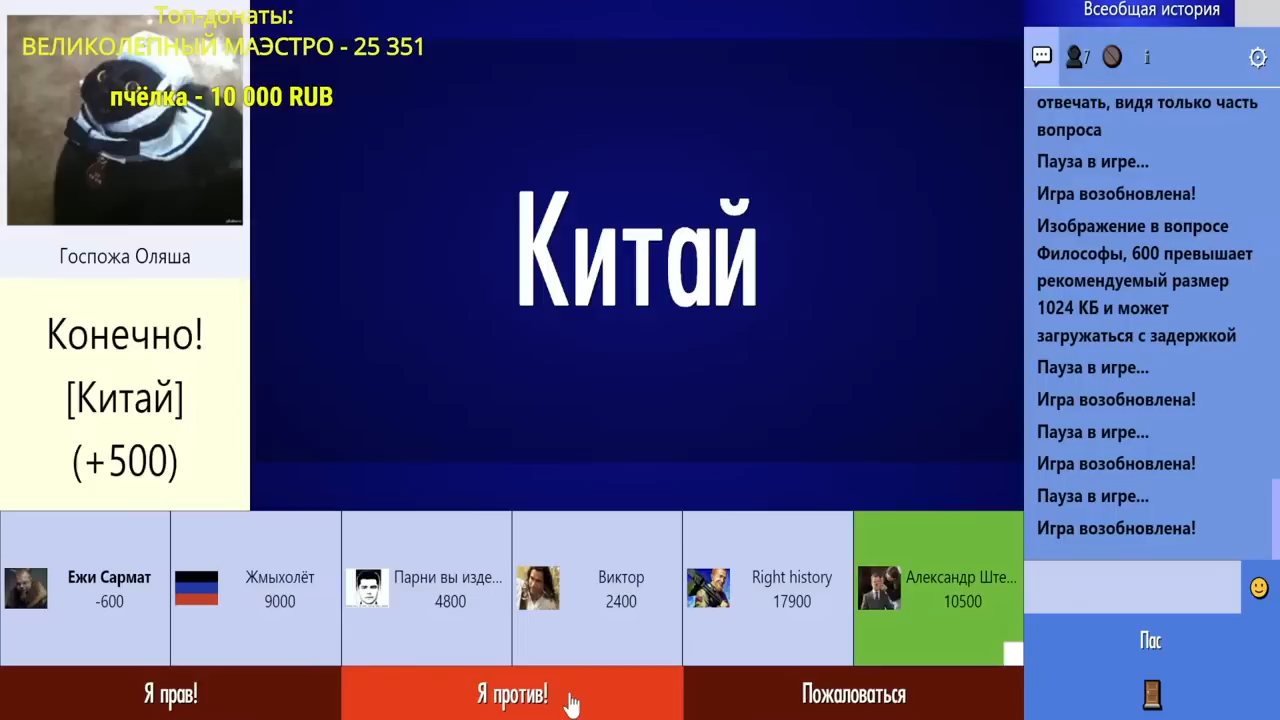 Топ-донаты:
ВЕЛИКОЛЕПНЫЙ МАЭСТРО - 25 351
пчёлка - 10 000 RUB
Госпожа Оляша
Конечно!
[Китай]
(+500)
Китай
Всеобщая история
7
i
отвечать, видя только часть
вопроса
Пауза в игре...
Игра возобновлена!
Изображение в вопросе
Философы, 600 превышает
рекомендуемый размер
1024 КБ и может
загружаться с задержкой
Пауза в игре...
Игра возобновлена!
Пауза в игре...
Игра возобновлена!
Пауза в игре...
Игра возобновлена!
Ежи Сармат
-600
Жмыхолёт
9000
Парни вы изде...
4800
Виктор
2400
Right history
17900
Александр Ште...
10500
Пас
Я прав!
Я против!
Пожаловаться